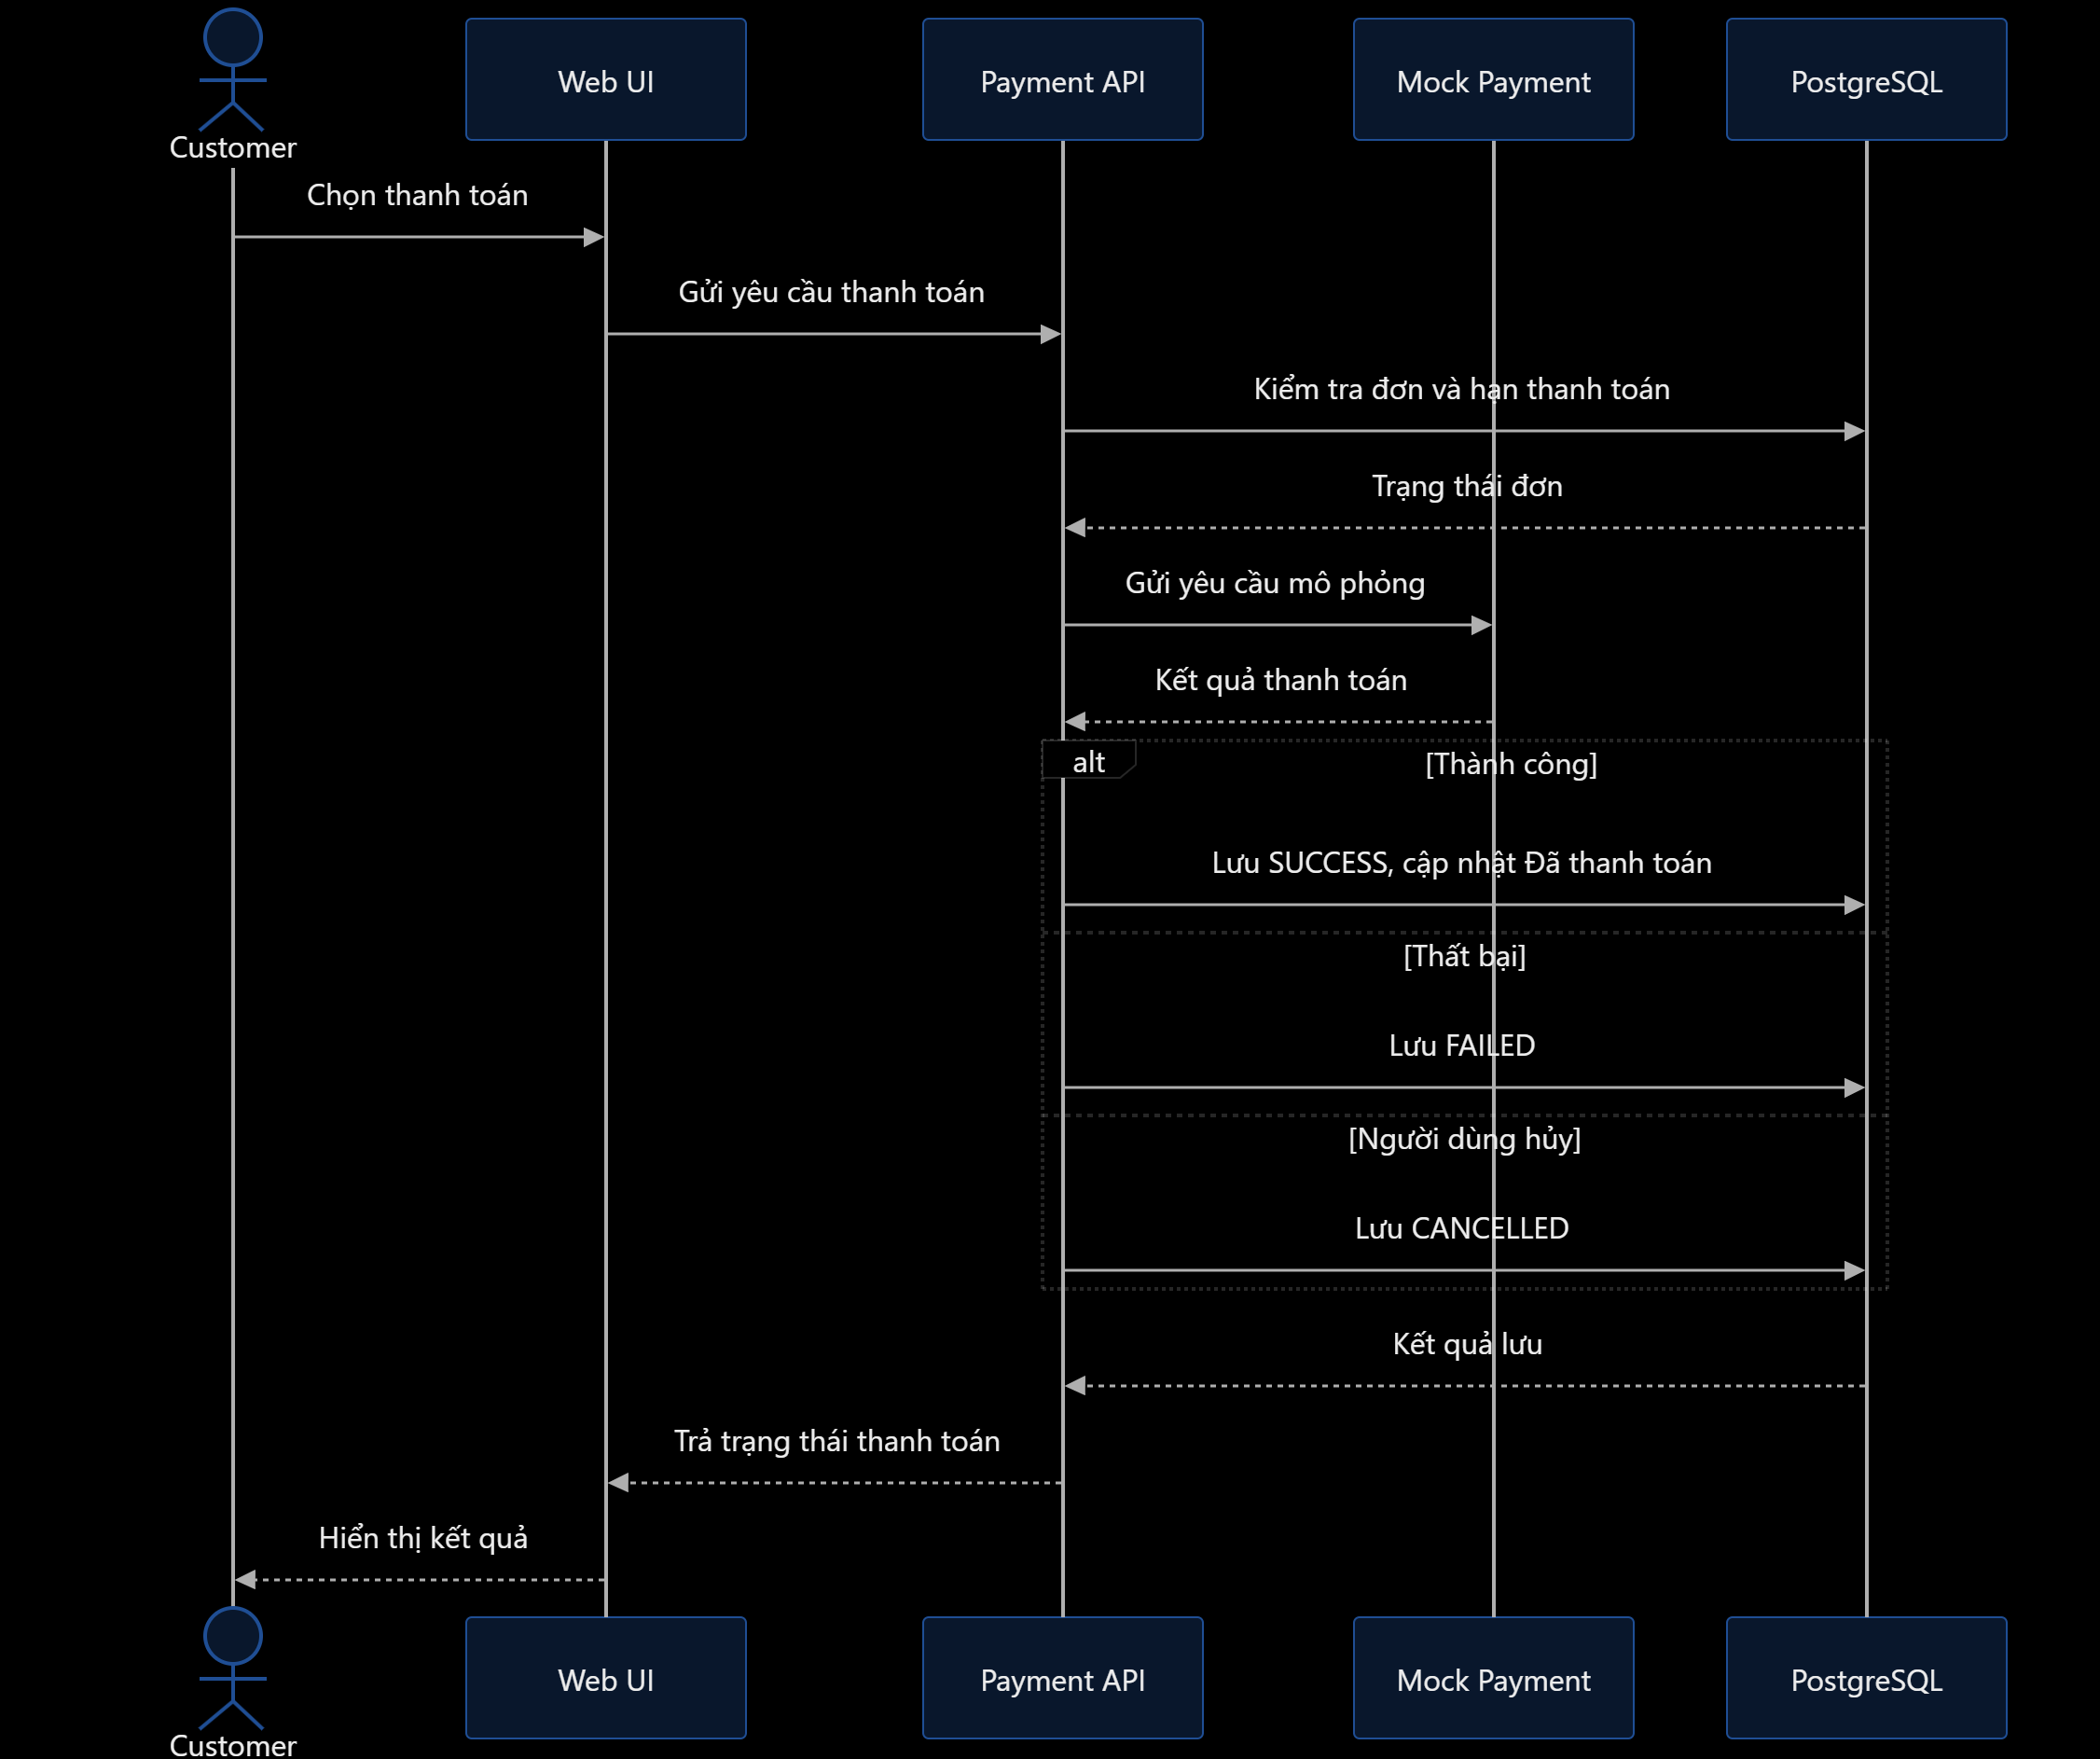 Customer
Web UI
Payment API
Mock Payment
PostgreSQL
Chọn thanh toán
Gửi yêu cầu thanh toán
Kiểm tra đơn và hạn thanh toán
Trạng thái đơn
Gửi yêu cầu mô phỏng
Kết quả thanh toán
alt
[Thành công]
Lưu SUCCESS, cập nhật Đã thanh toán
[Thất bại]
Lưu FAILED
[Người dùng hủy]
Lưu CANCELLED
Kết quả lưu
Trả trạng thái thanh toán
Hiển thị kết quả
Customer
Web UI
Payment API
Mock Payment
PostgreSQL